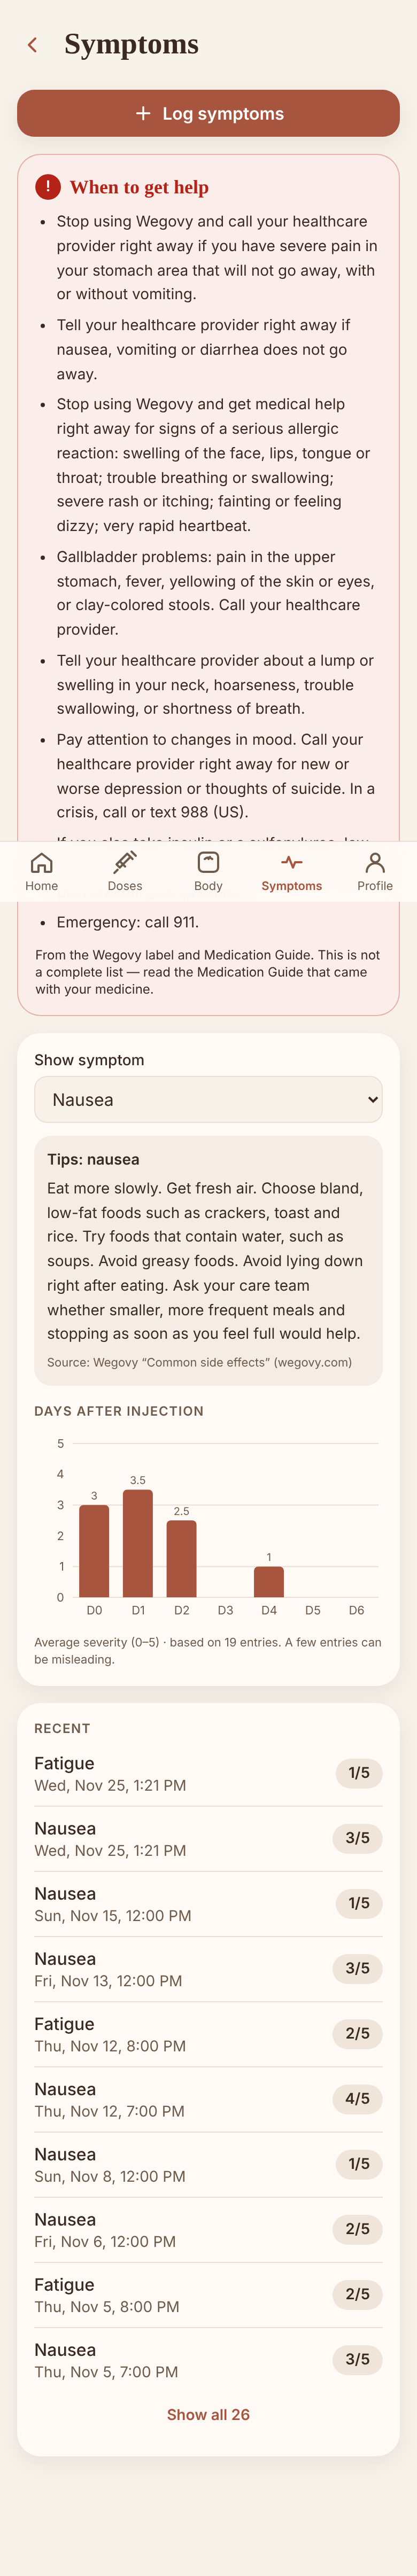 Symptoms
+ Log symptoms
! When to get help
• Stop using Wegovy and call your healthcare
provider right away if you have severe pain in
your stomach area that will not go away, with
or without vomiting.
• Tell your healthcare provider right away if
nausea, vomiting or diarrhea does not go
away.
• Stop using Wegovy and get medical help
right away for signs of a serious allergic
reaction: swelling of the face, lips, tongue or
throat; trouble breathing or swallowing;
severe rash or itching; fainting or feeling
dizzy; very rapid heartbeat.
• Gallbladder problems: pain in the upper
stomach, fever, yellowing of the skin or eyes,
or clay-colored stools. Call your healthcare
provider.
• Tell your healthcare provider about a lump or
swelling in your neck, hoarseness, trouble
swallowing, or shortness of breath.
• Pay attention to changes in mood. Call your
healthcare provider right away for new or
worse depression or thoughts of suicide. In a
crisis, call or text 988 (US).
Home Doses Body Symptoms Profile
• Emergency: call 911.
From the Wegovy label and Medication Guide. This is not
a complete list — read the Medication Guide that came
with your medicine.
Show symptom
Nausea
Tips: nausea
Eat more slowly. Get fresh air. Choose bland,
low-fat foods such as crackers, toast and
rice. Try foods that contain water, such as
soups. Avoid greasy foods. Avoid lying down
right after eating. Ask your care team
whether smaller, more frequent meals and
stopping as soon as you feel full would help.
Source: Wegovy “Common side effects” (wegovy.com)
DAYS AFTER INJECTION
5
4
3
2
1
0
3
3.5
2.5
1
D0 D1 D2 D3 D4 D5 D6
Average severity (0–5) · based on 19 entries. A few entries can
be misleading.
RECENT
Fatigue
Wed, Nov 25, 1:21 PM
1/5
Nausea
Wed, Nov 25, 1:21 PM
3/5
Nausea
Sun, Nov 15, 12:00 PM
1/5
Nausea
Fri, Nov 13, 12:00 PM
3/5
Fatigue
Thu, Nov 12, 8:00 PM
2/5
Nausea
Thu, Nov 12, 7:00 PM
4/5
Nausea
Sun, Nov 8, 12:00 PM
1/5
Nausea
Fri, Nov 6, 12:00 PM
2/5
Fatigue
Thu, Nov 5, 8:00 PM
2/5
Nausea
Thu, Nov 5, 7:00 PM
3/5
Show all 26